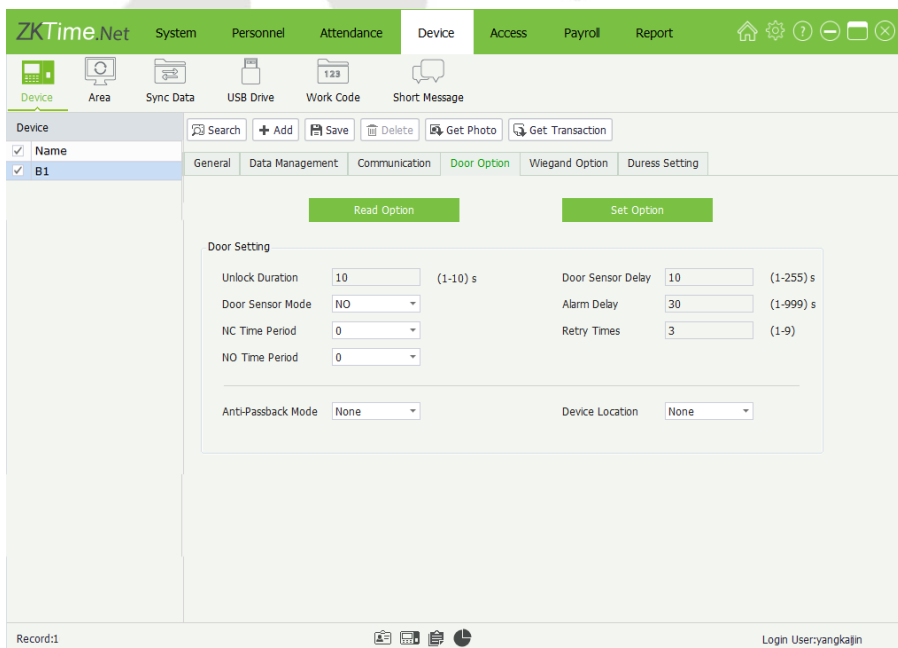 ZKTime.Net System Personnel Attendance Device Access Payroll Report
123
Device Area Sync Data USB Drive Work Code Short Message
Device Search Add Save Delete Get Photo Get Transaction
Name
General Data Management Communication Door Option Wiegand Option Duress Setting
B1
Read Option Set Option
Door Setting
Unlock Duration 10 (1-10) s Door Sensor Delay 10 (1-255) s
Door Sensor Mode NO Alarm Delay 30 (1-999) s
NC Time Period 0 Retry Times 3 (1-9)
NO Time Period 0
Anti-Passback Mode None Device Location None
Record:1 Login User:yangkaijin